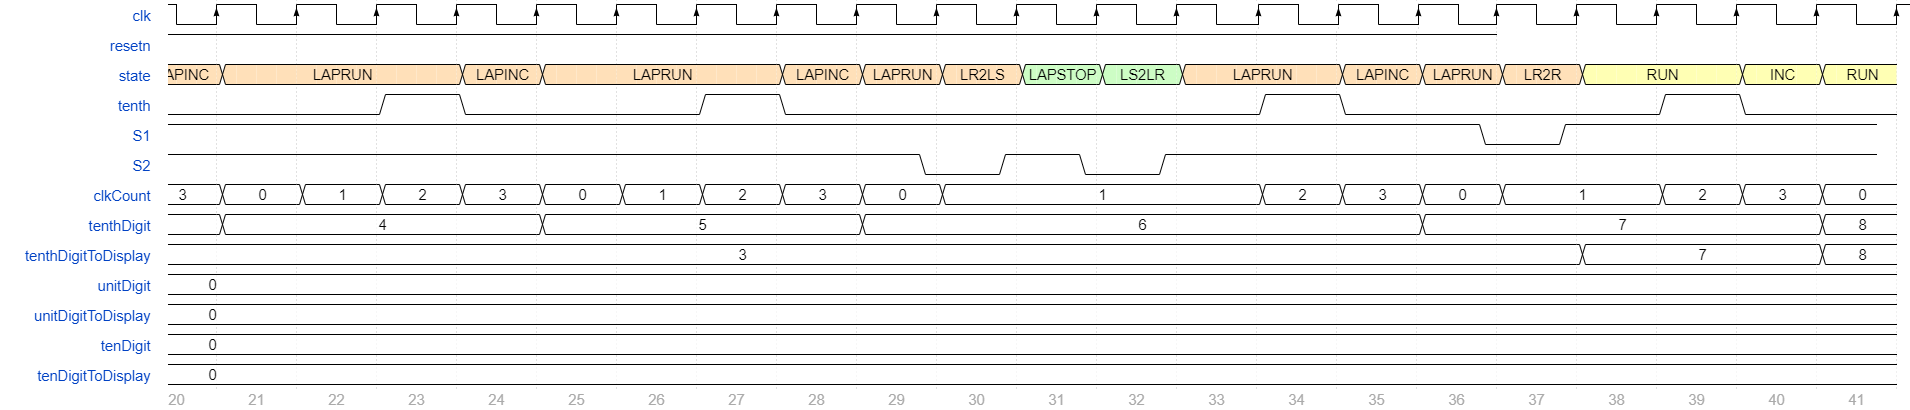 clk
resetn
state APINC LAPRUN LAPINC LAPRUN LAPINC LAPRUN LR2LS LAPSTOP LS2LR LAPRUN LAPINC LAPRUN LR2R RUN INC RUN
tenth
S1
S2
clkCount 3 0 1 2 3 0 1 2 3 0 1 2 3 0 1 2 3 0
tenthDigit 4 5 6 7 8
tenthDigitToDisplay 3 7 8
unitDigit 0
unitDigitToDisplay 0
tenDigit 0
tenDigitToDisplay 0
20 21 22 23 24 25 26 27 28 29 30 31 32 33 34 35 36 37 38 39 40 41